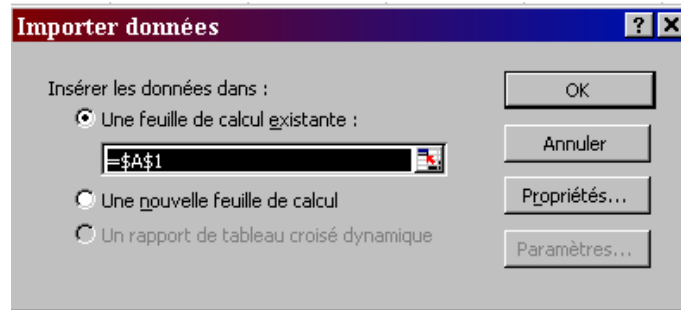 Importer données
Insérer les données dans :
Une feuille de calcul existante :
=$A$1
Une nouvelle feuille de calcul
Un rapport de tableau croisé dynamique
OK
Annuler
Propriétés...
Paramètres...